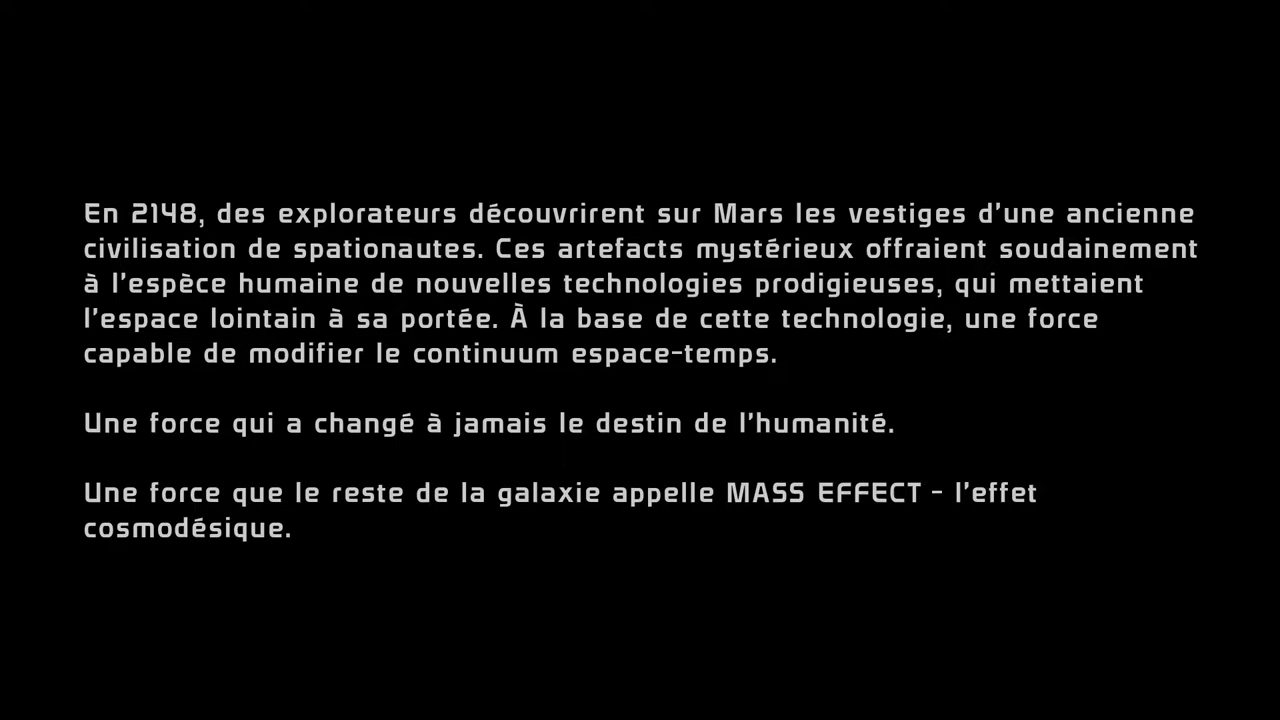 En 2148, des explorateurs découvrirent sur Mars les vestiges d'une ancienne
civilisation de spationautes. Ces artefacts mystérieux offraient soudainement
à l'espèce humaine de nouvelles technologies prodigieuses, qui mettaient
l'espace lointain à sa portée. À la base de cette technologie, une force
capable de modifier le continuum espace-temps.
Une force qui a changé à jamais le destin de l'humanité.
Une force que le reste de la galaxie appelle MASS EFFECT - l'effet
cosmodésique.